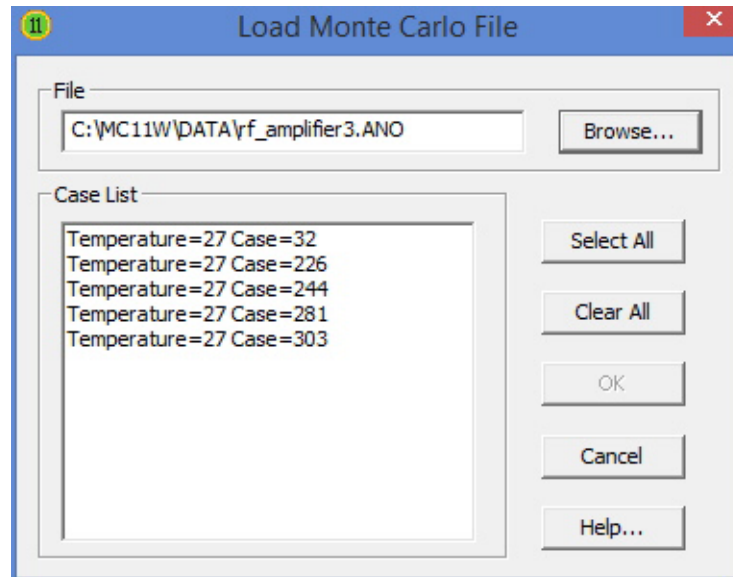 11
Load Monte Carlo File
File
C:\MC11W\DATA\rf_amplifier3.ANO
Browse...
Case List
Temperature=27 Case=32
Temperature=27 Case=226
Temperature=27 Case=244
Temperature=27 Case=281
Temperature=27 Case=303
Select All
Clear All
OK
Cancel
Help...